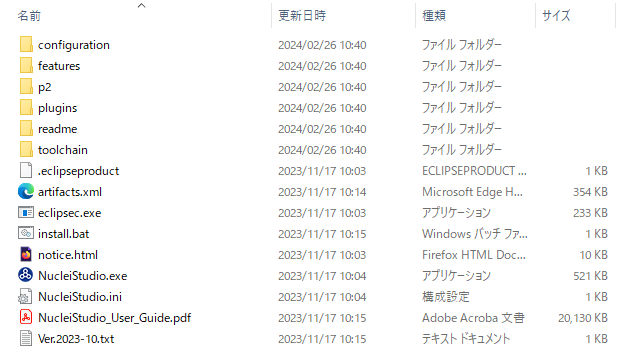 名前 更新日時 種類 サイズ
configuration 2024/02/26 10:40 ファイル フォルダー
features 2024/02/26 10:40 ファイル フォルダー
p2 2024/02/26 10:40 ファイル フォルダー
plugins 2024/02/26 10:40 ファイル フォルダー
readme 2024/02/26 10:40 ファイル フォルダー
toolchain 2024/02/26 10:40 ファイル フォルダー
.eclipseproduct 2023/11/17 10:03 ECLIPSEPRODUCT ... 1 KB
artifacts.xml 2023/11/17 10:14 Microsoft Edge H... 354 KB
eclipsec.exe 2023/11/17 10:03 アプリケーション 233 KB
install.bat 2023/11/17 10:15 Windows バッチ ファ... 1 KB
notice.html 2023/11/17 10:03 Firefox HTML Doc... 10 KB
NucleiStudio.exe 2023/11/17 10:04 アプリケーション 521 KB
NucleiStudio.ini 2023/11/17 10:04 構成設定 1 KB
NucleiStudio_User_Guide.pdf 2023/11/17 10:15 Adobe Acroba 文書 20,130 KB
Ver.2023-10.txt 2023/11/17 10:15 テキスト ドキュメント 1 KB